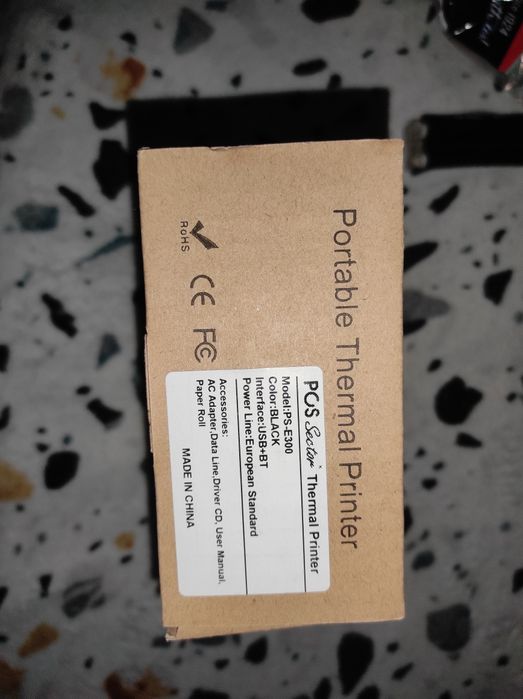 Portable Thermal Printer
RoHS
CE FC
POS Sector Thermal Printer
Model:PS-E300
Color:BLACK
Interface:USB+BT
Power Line:European Standard
Accessories:
AC Adapter,Data Line,Driver CD, User Manual,
Paper Roll
MADE IN CHINA
1024